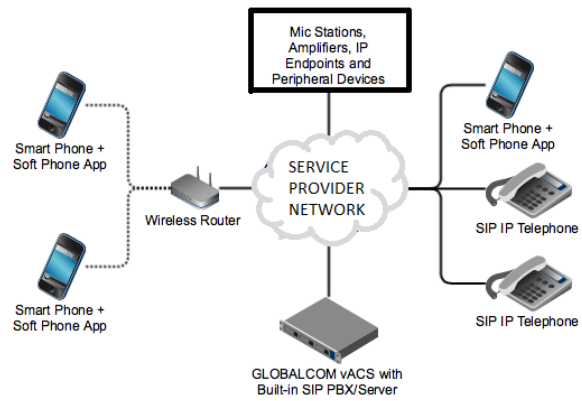 Mic Stations,
Amplifiers, IP
Endpoints and
Peripheral Devices
Smart Phone +
Soft Phone App
Smart Phone +
Soft Phone App
SERVICE
PROVIDER
NETWORK
Wireless Router
SIP IP Telephone
Smart Phone +
Soft Phone App
SIP IP Telephone
GLOBALCOM vACS with
Built-in SIP PBX/Server